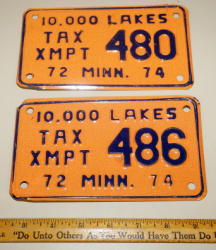 10,000 LAKES
TAX
XMPT
480
72 MINN. 74
10,000 LAKES
TAX
XMPT
486
72 MINN. 74
"Do Unto Others As You Would Have Them Do